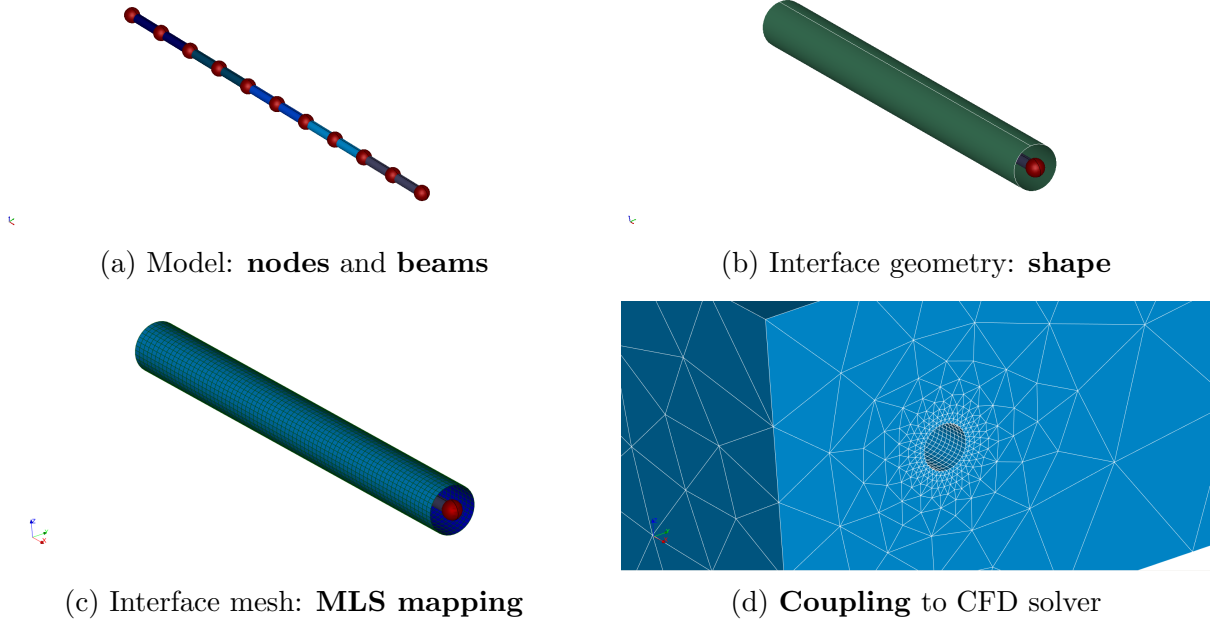 (a) Model: nodes and beams
(b) Interface geometry: shape
(c) Interface mesh: MLS mapping
(d) Coupling to CFD solver